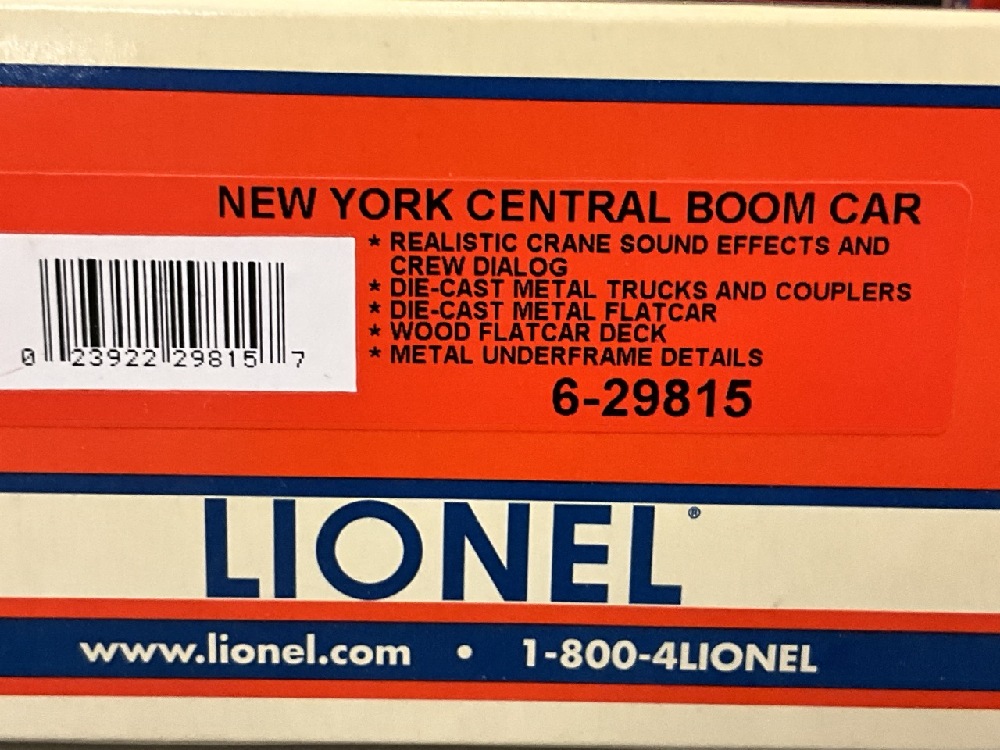 NEW YORK CENTRAL BOOM CAR
* REALISTIC CRANE SOUND EFFECTS AND
CREW DIALOG
* DIE-CAST METAL TRUCKS AND COUPLERS
* DIE-CAST METAL FLATCAR
* WOOD FLATCAR DECK
* METAL UNDERFRAME DETAILS
0 23922 29815 7
6-29815
LIONEL®
www.lionel.com • 1-800-4LIONEL